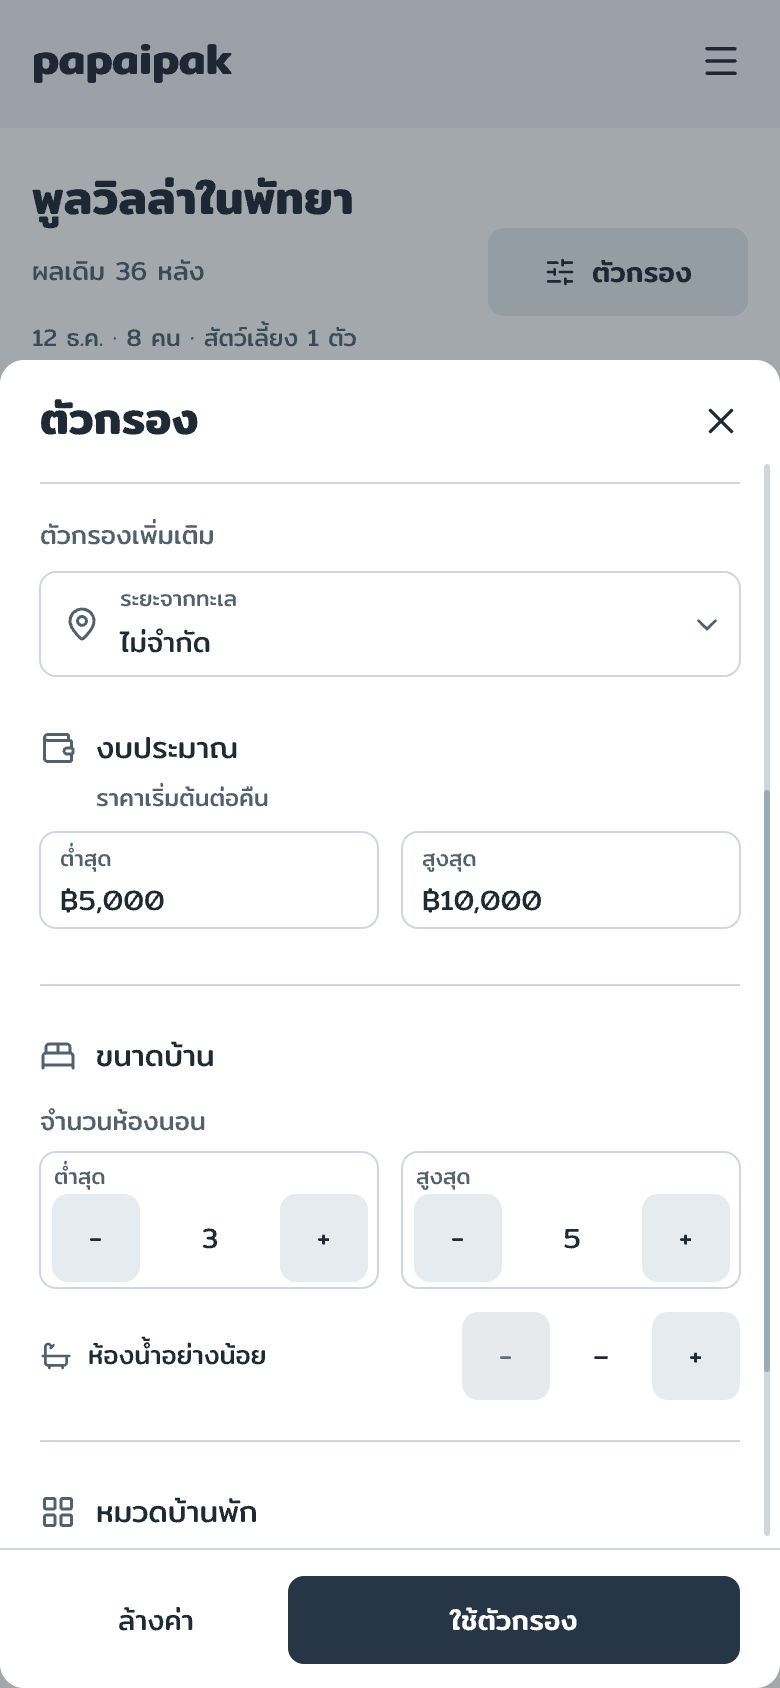 papaipak
พูลวิลล่าในพัทยา
ผลเดิม 36 หลัง
ตัวกรอง
12 ธ.ค. · 8 คน · สัตว์เลี้ยง 1 ตัว
ตัวกรอง
ตัวกรองเพิ่มเติม
ระยะจากทะเล
ไม่จำกัด
งบประมาณ
ราคาเริ่มต้นต่อคืน
ต่ำสุด
฿5,000
สูงสุด
฿10,000
ขนาดบ้าน
จำนวนห้องนอน
ต่ำสุด
- 3 +
สูงสุด
- 5 +
ห้องน้ำอย่างน้อย
- – +
หมวดบ้านพัก
ล้างค่า
ใช้ตัวกรอง